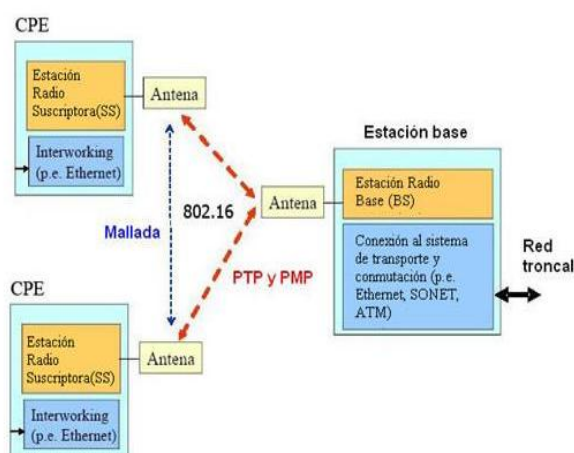 CPE
Estación
Radio
Suscriptora(SS)
Interworking
(p.e. Ethernet)
Antena
Mallada
802.16
PTP y PMP
Antena
Estación base
Estación Radio
Base (BS)
Conexión al sistema
de transporte y
conmutación (p.e.
Ethernet, SONET,
ATM)
Red
troncal
CPE
Estación
Radio
Suscriptora(SS)
Interworking
(p.e. Ethernet)
Antena